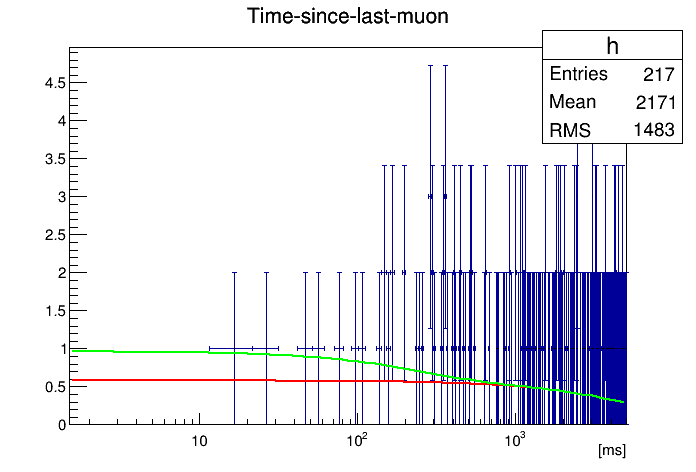 Time-since-last-muon
h
Entries 217
Mean 2171
RMS 1483
4.5
4
3.5
3
2.5
2
1.5
1
0.5
0
10 10² 10³
[ms]